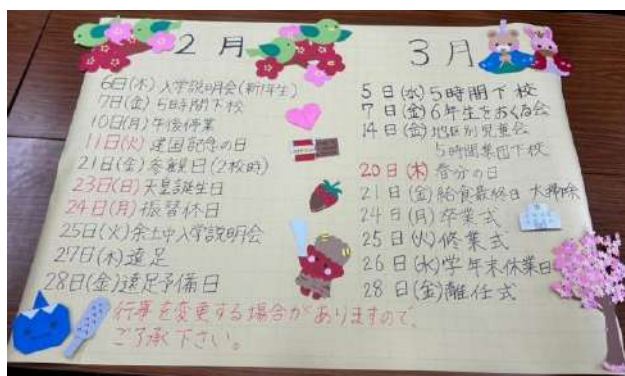 2月
6日(木)入学説明会(新1年生)
7日(金)5時間下校
10日(月)午後停業
11日(火)建国記念の日
21日(金)参観日(2校時)
23日(日)天皇誕生日
24日(月)振替休日
25日(火)余土中入学説明会
27日(木)遠足
28日(金)遠足予備日
行事を変更する場合がありますので、
ご了承下さい。
3月
5日(水)5時間下校
7日(金)6年生をおくる会
14日(金)地区別児童会
5時間集団下校
20日(木)春分の日
21日(金)給食最終日 大掃除
24日(月)卒業式
25日(火)修業式
26日(水)学年末休業日
28日(金)離任式